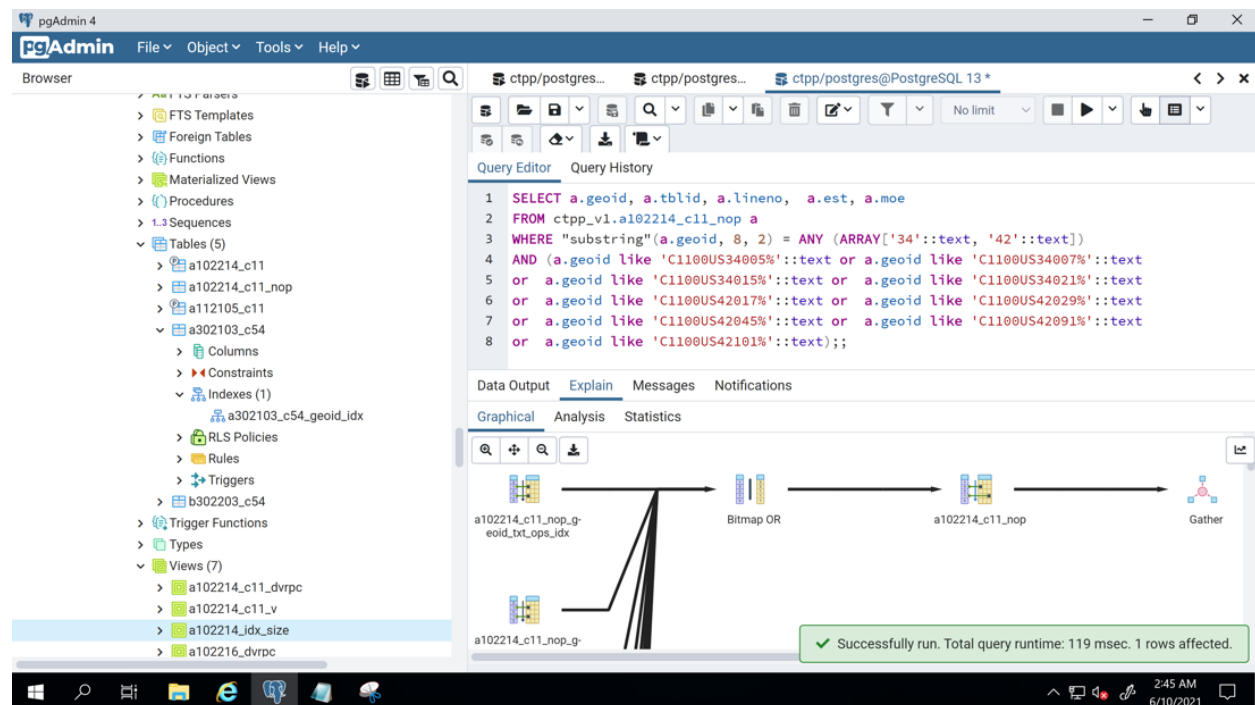 pgAdmin 4
pgAdmin File Object Tools Help
Browser
ctpp/postgres... ctpp/postgres... ctpp/postgres@PostgreSQL 13 *
FTS Parsers
FTS Templates
Foreign Tables
Functions
Materialized Views
Procedures
1..3 Sequences
Tables (5)
a102214_c11
a102214_c11_nop
a112105_c11
a302103_c54
Columns
Constraints
Indexes (1)
a302103_c54_geoid_idx
RLS Policies
Rules
Triggers
b302203_c54
Trigger Functions
Types
Views (7)
a102214_c11_dvrpc
a102214_c11_v
a102214_idx_size
a102216_dvrpc
No limit
Query Editor Query History
1 SELECT a.geoid, a.tblid, a.lineno, a.est, a.moe
2 FROM ctpp_v1.a102214_c11_nop a
3 WHERE "substring"(a.geoid, 8, 2) = ANY (ARRAY['34'::text, '42'::text])
4 AND (a.geoid like 'C1100US34005%'::text or a.geoid like 'C1100US34007%'::text
5 or a.geoid like 'C1100US34015%'::text or a.geoid like 'C1100US34021%'::text
6 or a.geoid like 'C1100US42017%'::text or a.geoid like 'C1100US42029%'::text
7 or a.geoid like 'C1100US42045%'::text or a.geoid like 'C1100US42091%'::text
8 or a.geoid like 'C1100US42101%'::text);;
Data Output Explain Messages Notifications
Graphical Analysis Statistics
a102214_c11_nop_g-
eoid_txt_ops_idx
Bitmap OR
a102214_c11_nop
Gather
a102214_c11_nop_g-
Successfully run. Total query runtime: 119 msec. 1 rows affected.
2:45 AM
6/10/2021